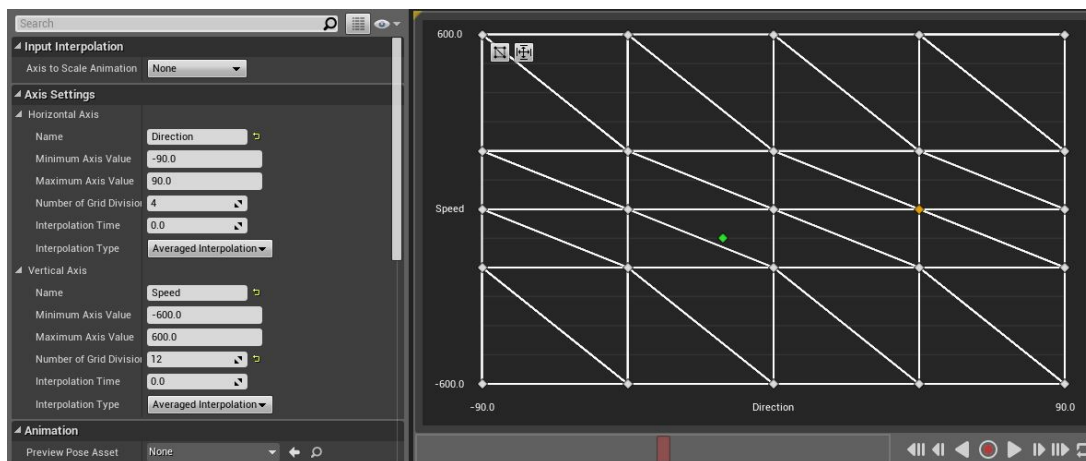 Search
Input Interpolation
Axis to Scale Animation None
Axis Settings
Horizontal Axis
Name Direction
Minimum Axis Value -90.0
Maximum Axis Value 90.0
Number of Grid Division 4
Interpolation Time 0.0
Interpolation Type Averaged Interpolation
Vertical Axis
Name Speed
Minimum Axis Value -600.0
Maximum Axis Value 600.0
Number of Grid Division 12
Interpolation Time 0.0
Interpolation Type Averaged Interpolation
Animation
Preview Pose Asset None
600.0
Speed
-600.0
-90.0 Direction 90.0